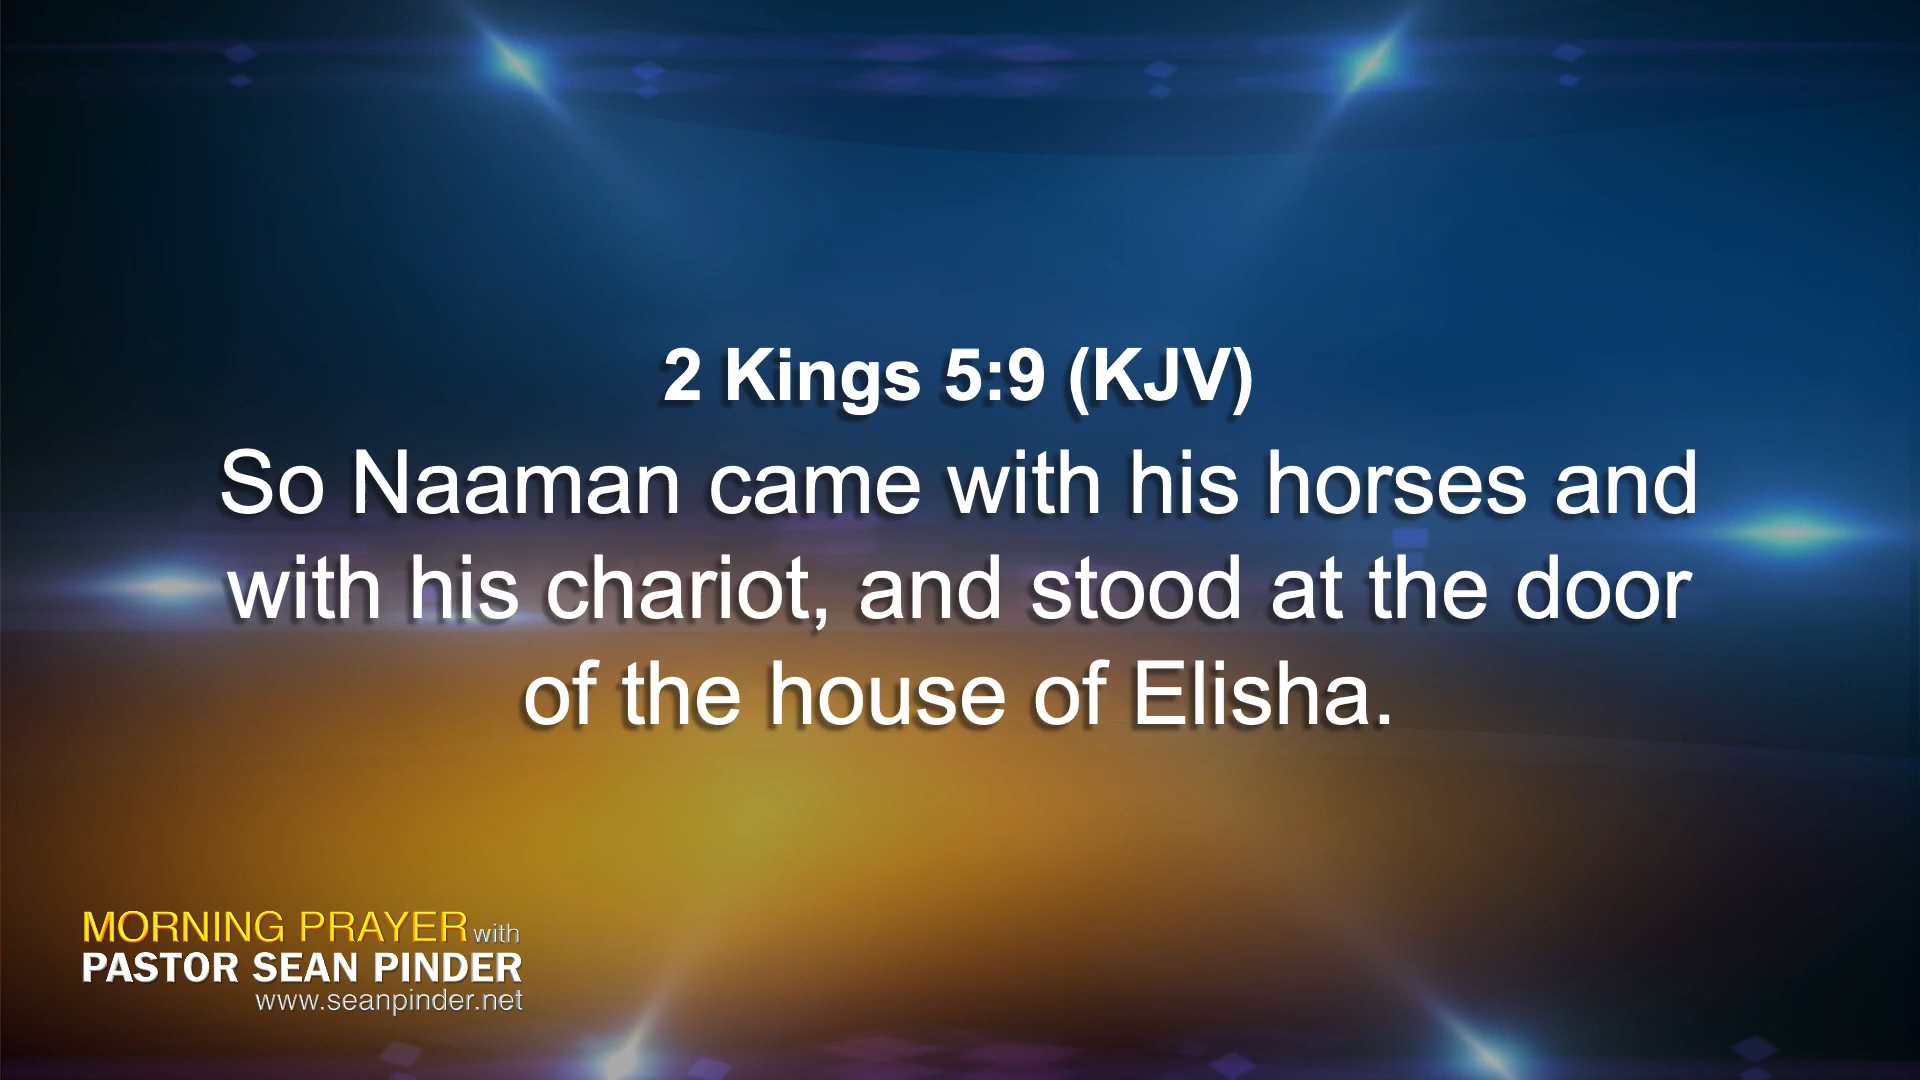 2 Kings 5:9 (KJV)
So Naaman came with his horses and
with his chariot, and stood at the door
of the house of Elisha.
MORNING PRAYER with
PASTOR SEAN PINDER
www.seanpinder.net